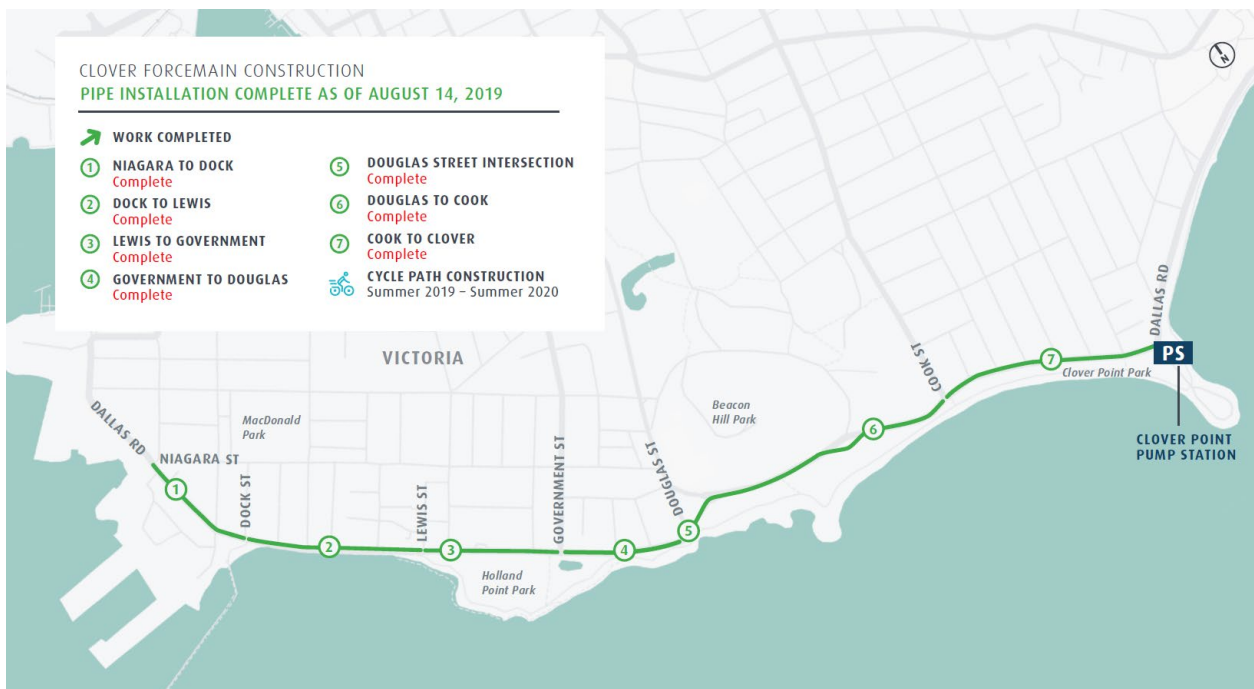 CLOVER FORCEMAIN CONSTRUCTION
PIPE INSTALLATION COMPLETE AS OF AUGUST 14, 2019
WORK COMPLETED
1 NIAGARA TO DOCK
Complete
2 DOCK TO LEWIS
Complete
3 LEWIS TO GOVERNMENT
Complete
4 GOVERNMENT TO DOUGLAS
Complete
5 DOUGLAS STREET INTERSECTION
Complete
6 DOUGLAS TO COOK
Complete
7 COOK TO CLOVER
Complete
CYCLE PATH CONSTRUCTION
Summer 2019 – Summer 2020
N
VICTORIA
DALLAS RD
NIAGARA ST
MacDonald
Park
DOCK ST
LEWIS ST
GOVERNMENT ST
DOUGLAS ST
Beacon
Hill Park
COOK ST
DALLAS RD
PS
Clover Point Park
CLOVER POINT
PUMP STATION
Holland
Point Park
1
2
3
4
5
6
7